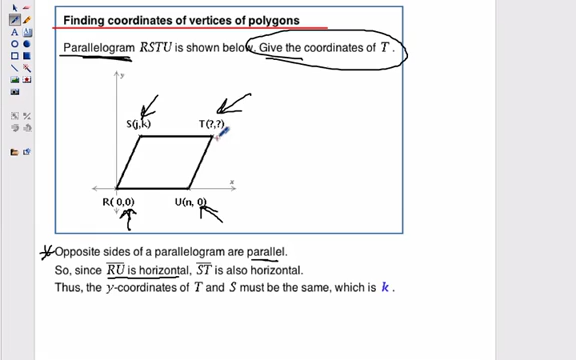 Finding coordinates of vertices of polygons
Parallelogram RSTU is shown below. Give the coordinates of T .
y
S(j,k) T(?,?)
x
R( 0,0) U(n, 0)
Opposite sides of a parallelogram are parallel.
So, since RU is horizontal, ST is also horizontal.
Thus, the y-coordinates of T and S must be the same, which is k .